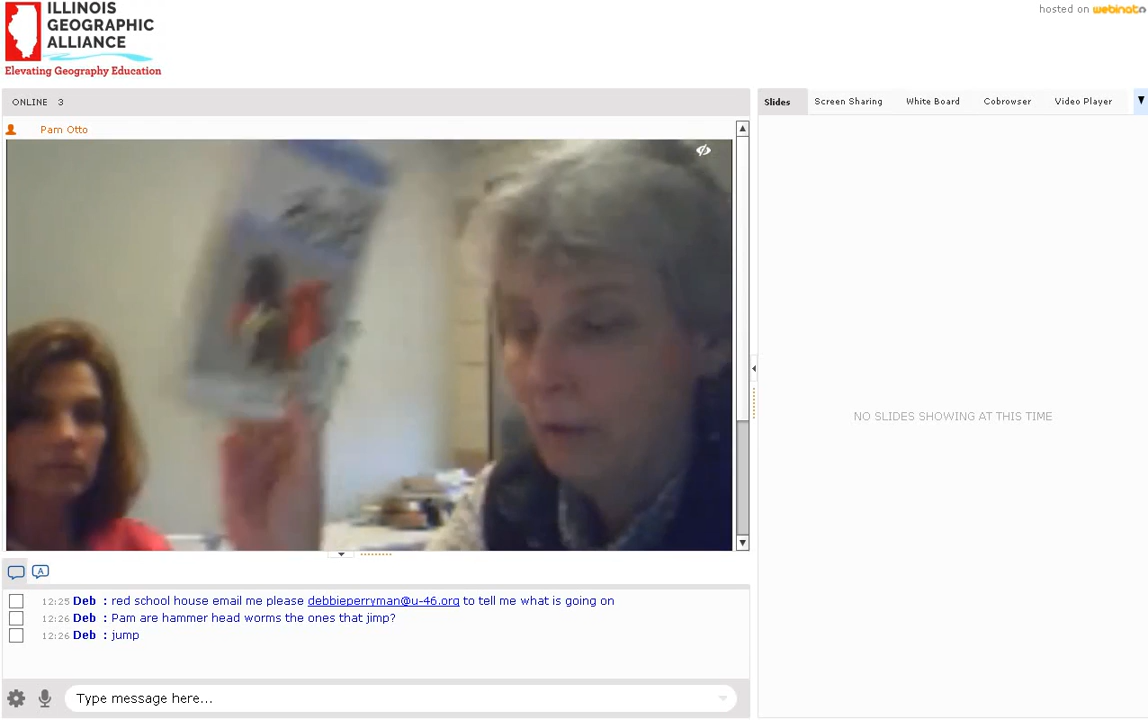 ILLINOIS
GEOGRAPHIC
ALLIANCE
Elevating Geography Education
hosted on webinato
ONLINE 3
Slides
Screen Sharing
White Board
Cobrowser
Video Player
Pam Otto
NO SLIDES SHOWING AT THIS TIME
12:25 Deb : red school house email me please debbieperryman@u-46.org to tell me what is going on
12:26 Deb : Pam are hammer head worms the ones that jimp?
12:26 Deb : jump
Type message here...